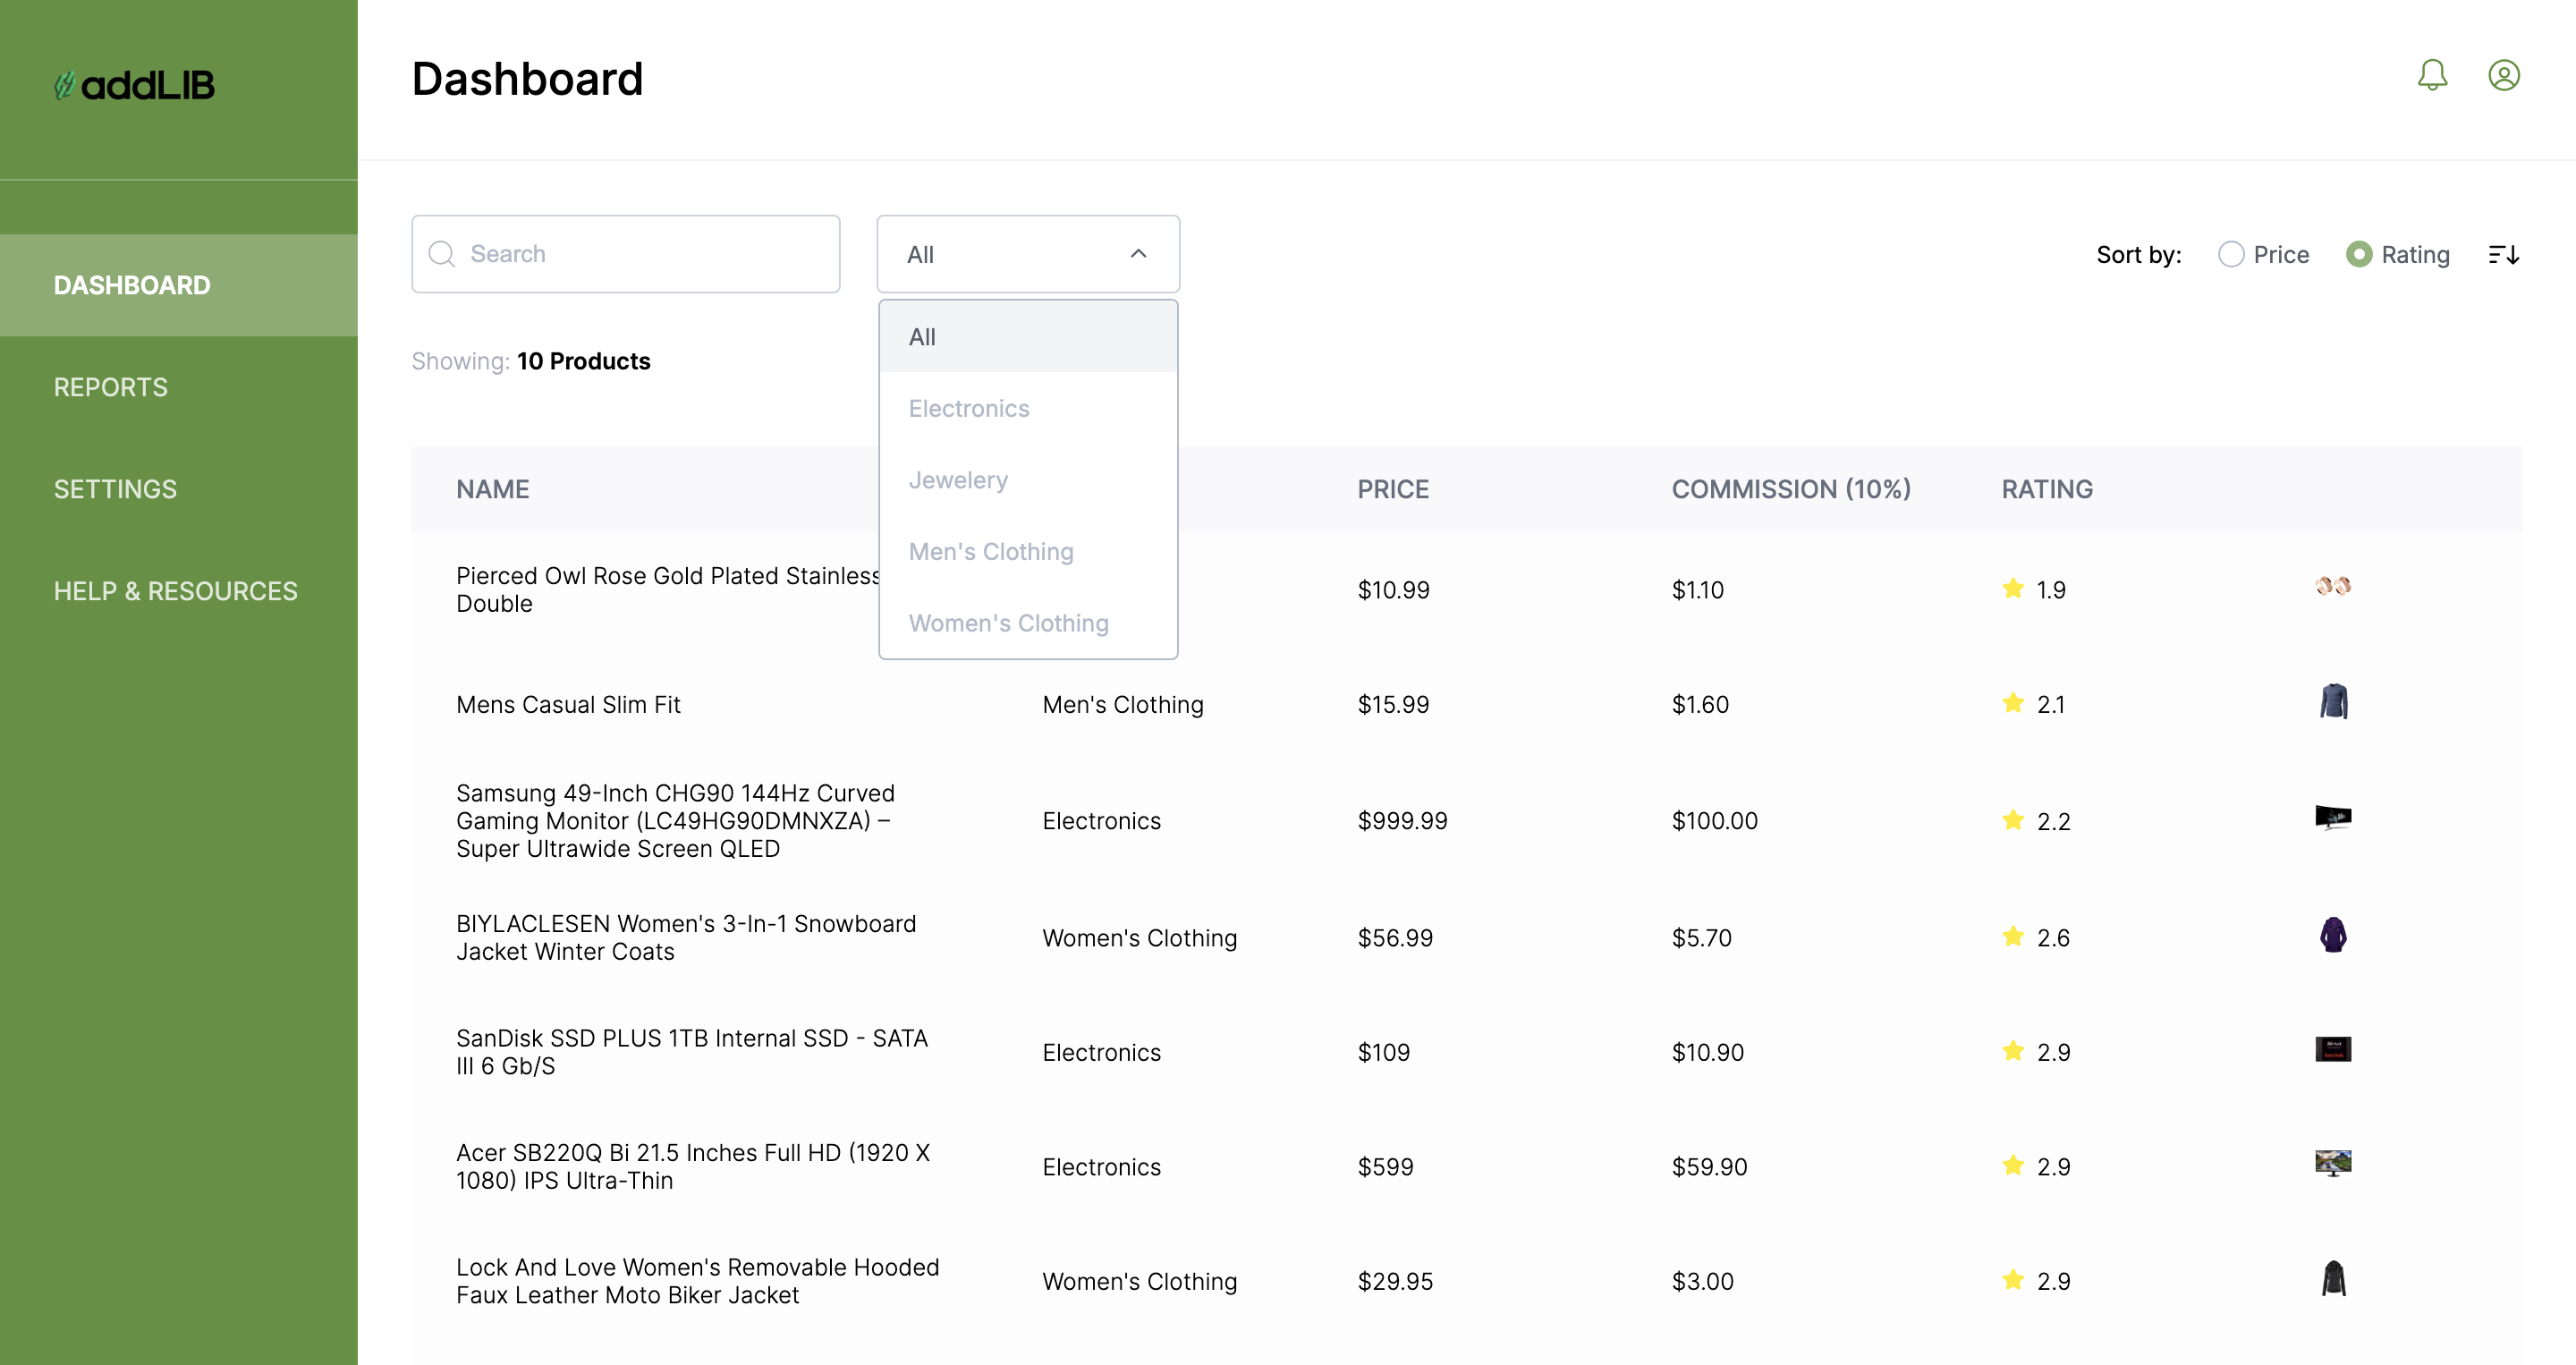 addLIB
Dashboard
DASHBOARD
REPORTS
SETTINGS
HELP & RESOURCES
Search
All
Sort by:
Price
Rating
Showing: 10 Products
All
Electronics
Jewelery
Men's Clothing
Women's Clothing
NAME
PRICE
COMMISSION (10%)
RATING
Pierced Owl Rose Gold Plated Stainless
Double
$10.99
$1.10
1.9
Mens Casual Slim Fit
Men's Clothing
$15.99
$1.60
2.1
Samsung 49-Inch CHG90 144Hz Curved
Gaming Monitor (LC49HG90DMNXZA) –
Super Ultrawide Screen QLED
Electronics
$999.99
$100.00
2.2
BIYLACLESEN Women's 3-In-1 Snowboard
Jacket Winter Coats
Women's Clothing
$56.99
$5.70
2.6
SanDisk SSD PLUS 1TB Internal SSD - SATA
III 6 Gb/S
Electronics
$109
$10.90
2.9
Acer SB220Q Bi 21.5 Inches Full HD (1920 X
1080) IPS Ultra-Thin
Electronics
$599
$59.90
2.9
Lock And Love Women's Removable Hooded
Faux Leather Moto Biker Jacket
Women's Clothing
$29.95
$3.00
2.9